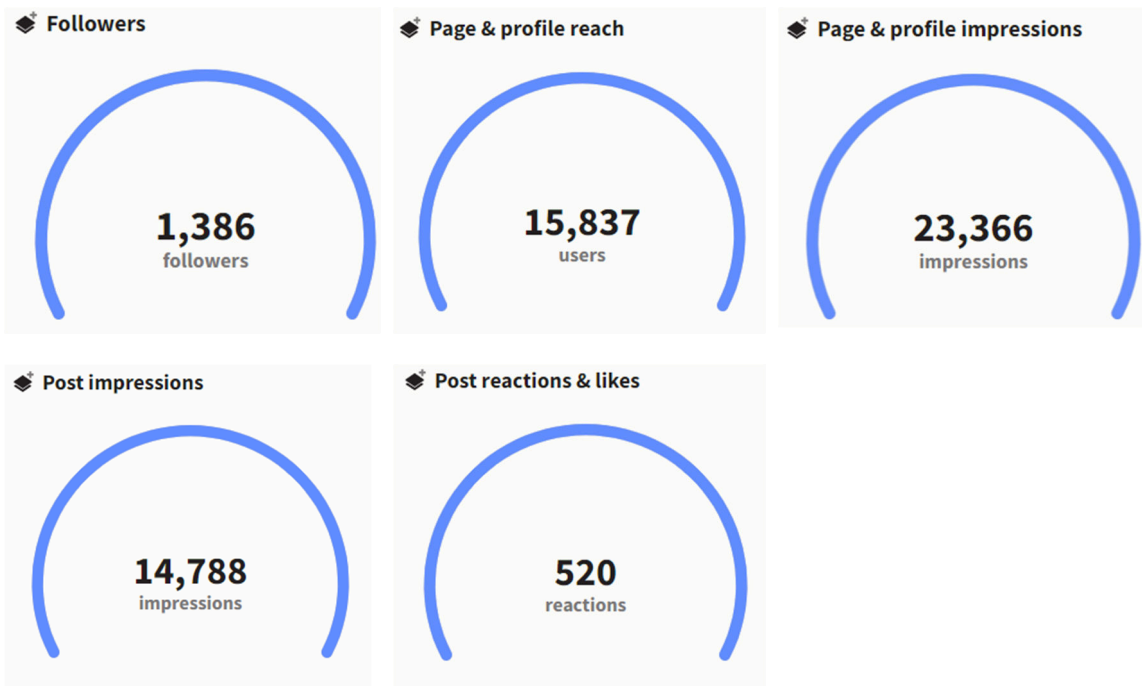 Followers
1,386
followers
Page & profile reach
15,837
users
Page & profile impressions
23,366
impressions
Post impressions
14,788
impressions
Post reactions & likes
520
reactions